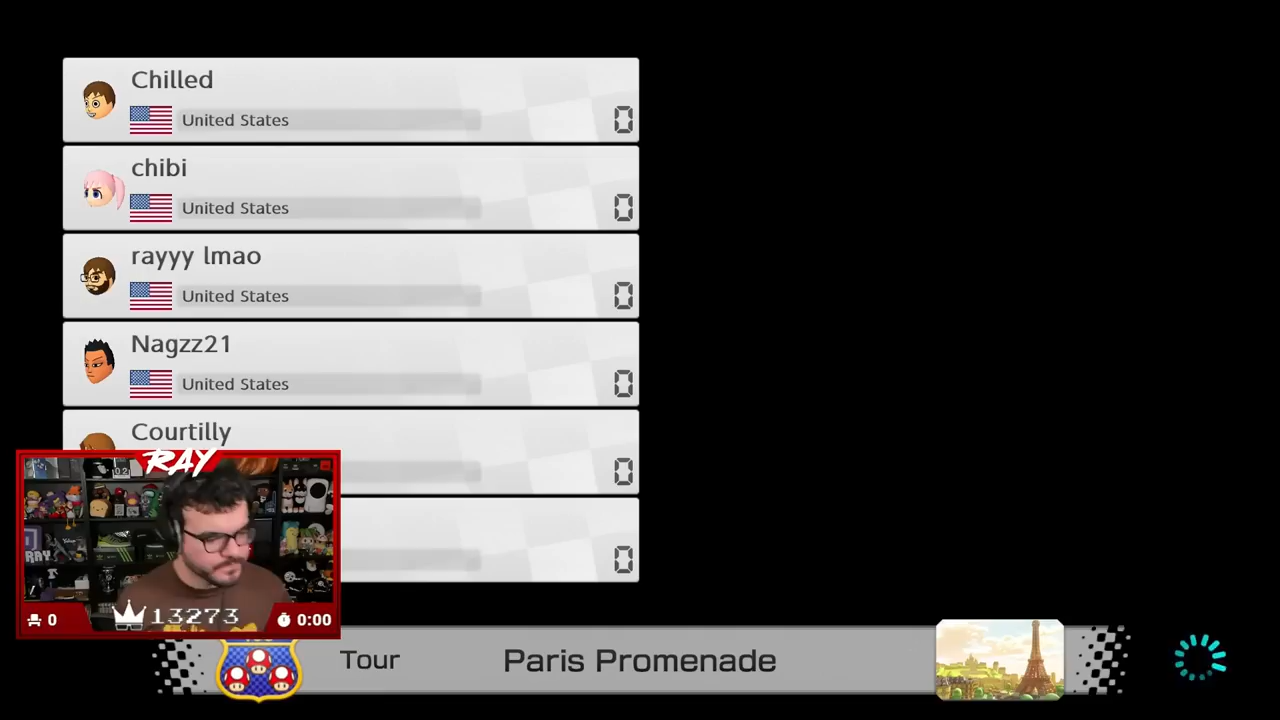 Chilled
United States
0
chibi
United States
0
rayyy lmao
United States
0
Nagzz21
United States
0
Courtilly
0
0
RAY
0
13273
0:00
Tour
Paris Promenade